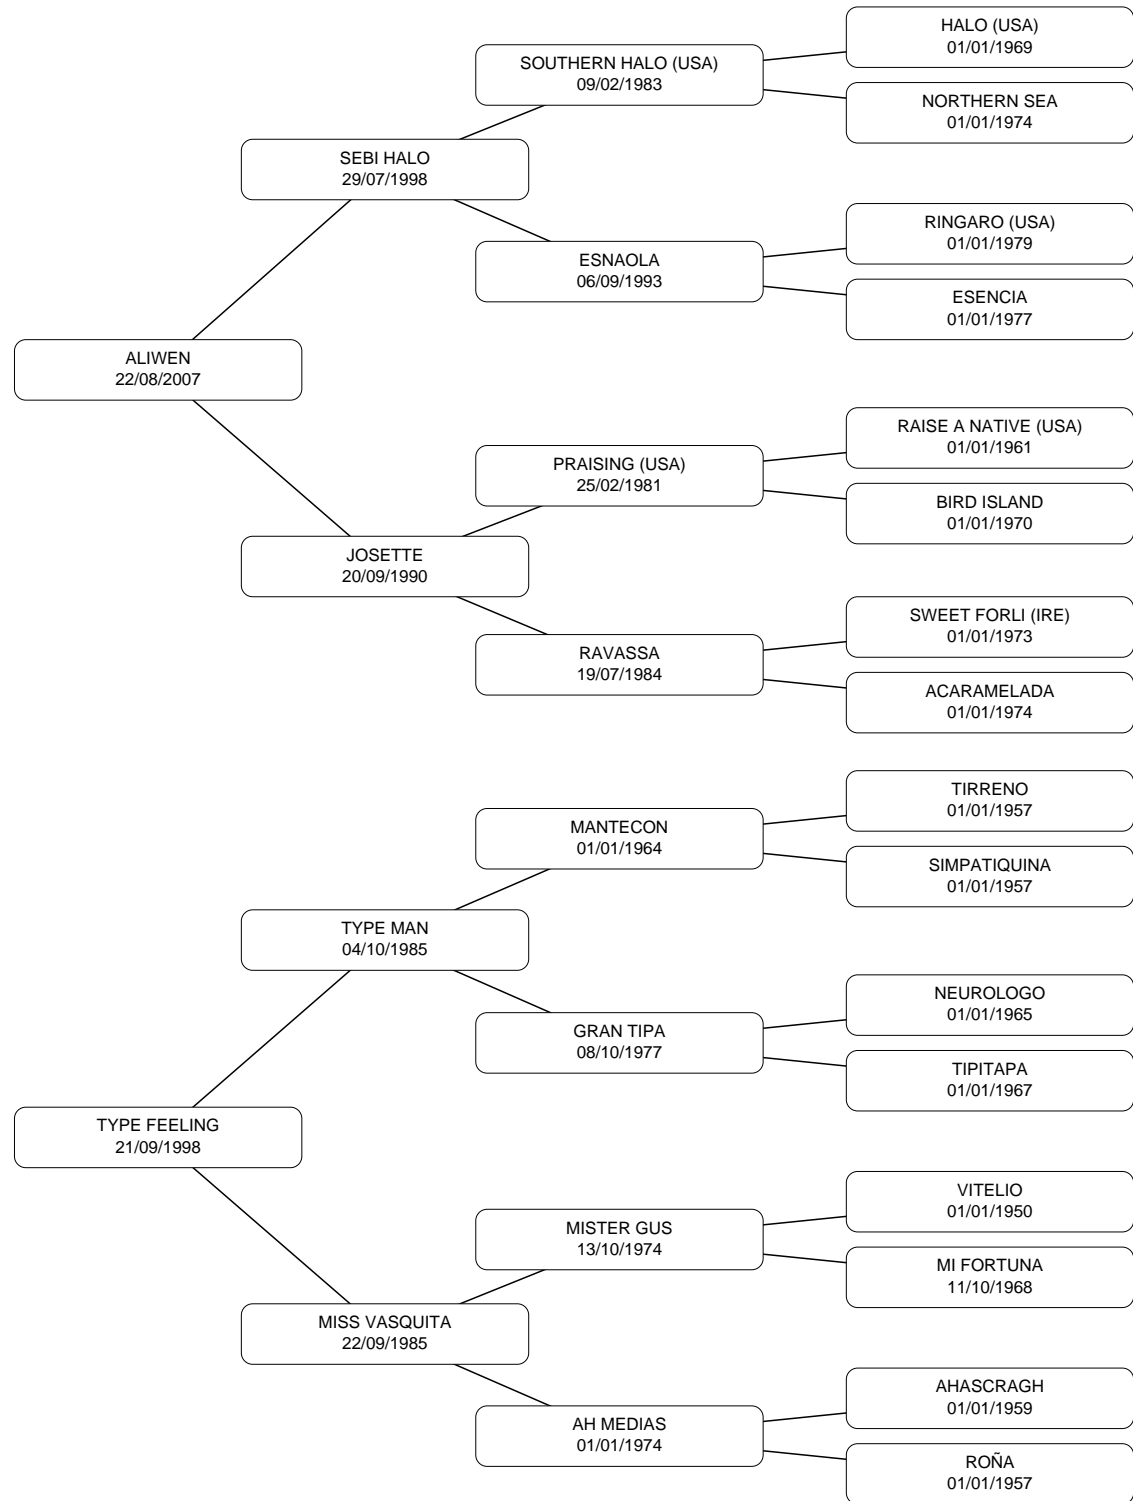 HALO (USA)
01/01/1969
SOUTHERN HALO (USA)
09/02/1983
NORTHERN SEA
01/01/1974
SEBI HALO
29/07/1998
RINGARO (USA)
01/01/1979
ESNAOLA
06/09/1993
ESENCIA
01/01/1977
ALIWEN
22/08/2007
RAISE A NATIVE (USA)
01/01/1961
PRAISING (USA)
25/02/1981
BIRD ISLAND
01/01/1970
JOSETTE
20/09/1990
SWEET FORLI (IRE)
01/01/1973
RAVASSA
19/07/1984
ACARAMELADA
01/01/1974
TIRRENO
01/01/1957
MANTECON
01/01/1964
SIMPATIQUINA
01/01/1957
TYPE MAN
04/10/1985
NEUROLOGO
01/01/1965
GRAN TIPA
08/10/1977
TIPITAPA
01/01/1967
TYPE FEELING
21/09/1998
VITELIO
01/01/1950
MISTER GUS
13/10/1974
MI FORTUNA
11/10/1968
MISS VASQUITA
22/09/1985
AHASCRAGH
01/01/1959
AH MEDIAS
01/01/1974
ROÑA
01/01/1957